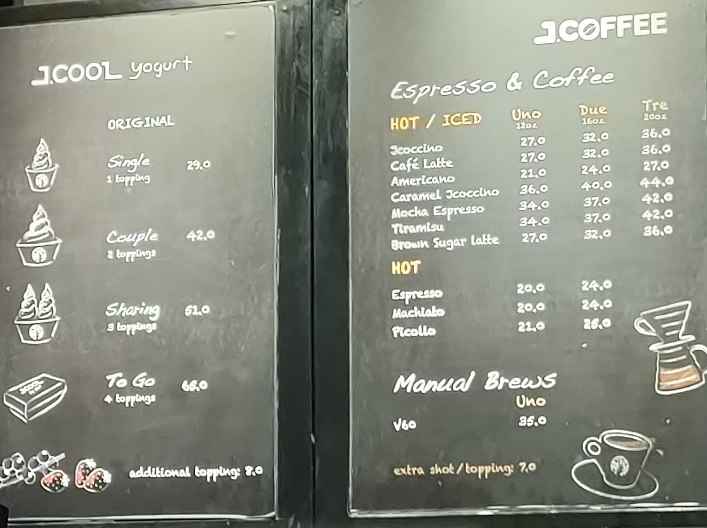 J.COOL yogurt
ORIGINAL
Single 29.0
1 topping
Couple 42.0
2 toppings
Sharing 51.0
3 toppings
To Go 65.0
4 toppings
additional topping: 8.0
J.COFFEE
Espresso & Coffee
HOT / ICED Uno Due Tre
12oz 16oz 20oz
Jcoccino 27.0 32.0 36.0
Café Latte 27.0 32.0 36.0
Americano 21.0 24.0 27.0
Caramel Jcoccino 36.0 40.0 44.0
Mocha Espresso 34.0 37.0 42.0
Tiramisu 34.0 37.0 42.0
Brown Sugar latte 27.0 32.0 36.0
HOT
Espresso 20.0 24.0
Machiato 20.0 24.0
Picollo 21.0 25.0
Manual Brews
Uno
V60 35.0
extra shot/topping: 7.0